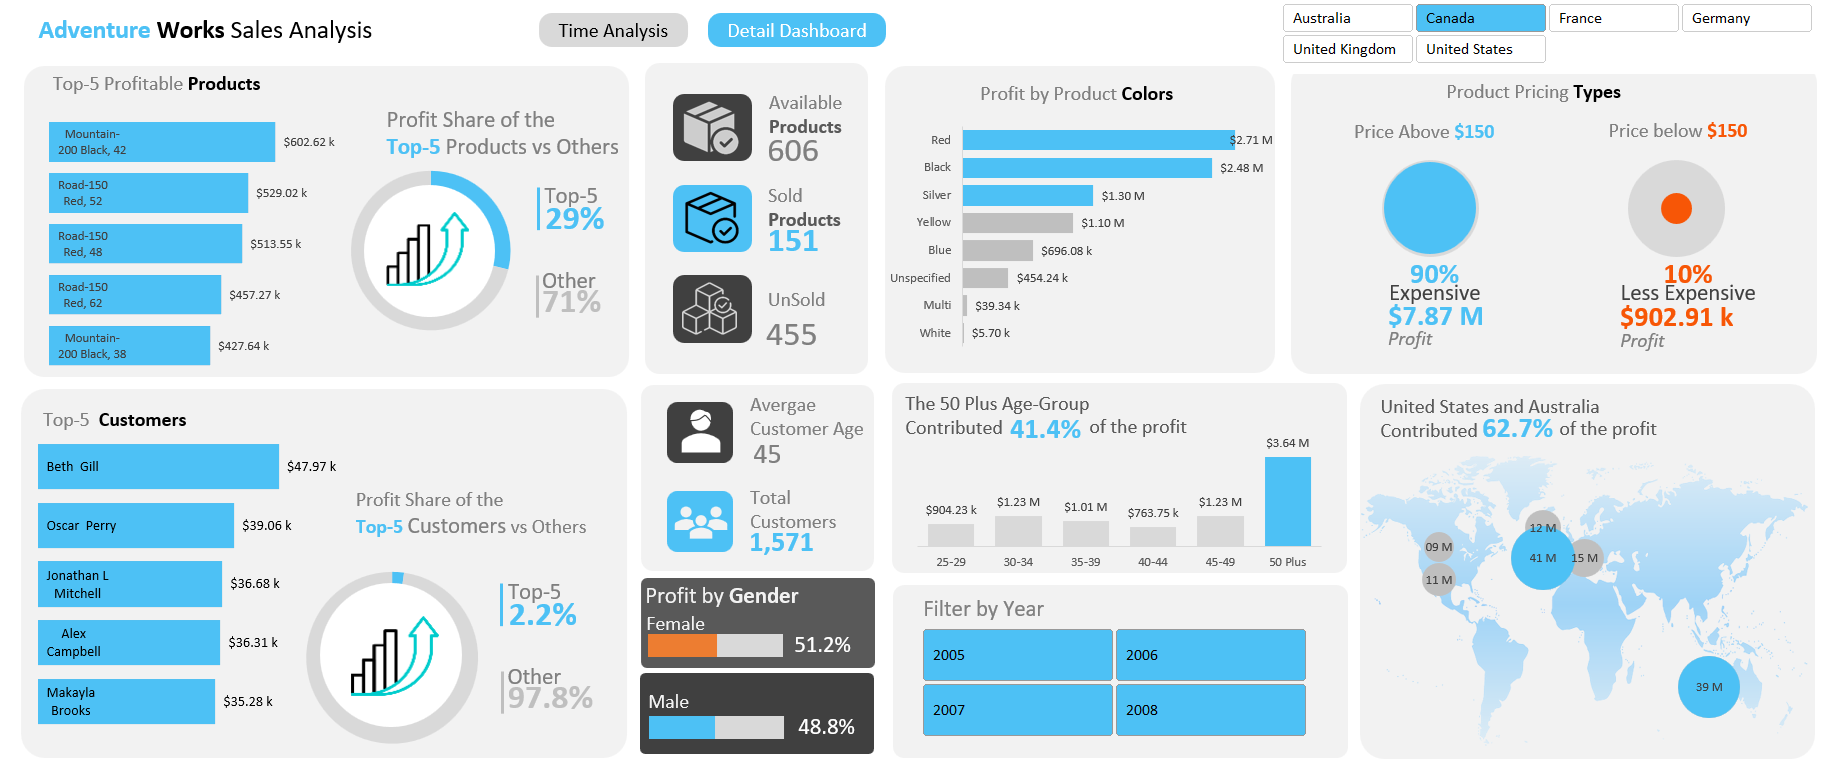 Adventure Works Sales Analysis
Time Analysis
Detail Dashboard
Australia
Canada
France
Germany
United Kingdom
United States
Top-5 Profitable Products
Mountain-
200 Black, 42
$602.62 k
Road-150
Red, 52
$529.02 k
Road-150
Red, 48
$513.55 k
Road-150
Red, 62
$457.27 k
Mountain-
200 Black, 38
$427.64 k
Profit Share of the
Top-5 Products vs Others
Top-5
29%
Other
71%
Available
Products
606
Sold
Products
151
UnSold
455
Profit by Product Colors
Red
$2.71 M
Black
$2.48 M
Silver
$1.30 M
Yellow
$1.10 M
Blue
$696.08 k
Unspecified
$454.24 k
Multi
$39.34 k
White
$5.70 k
Product Pricing Types
Price Above $150
90%
Expensive
$7.87 M
Profit
Price below $150
10%
Less Expensive
$902.91 k
Profit
Top-5 Customers
Beth Gill
$47.97 k
Oscar Perry
$39.06 k
Jonathan L
Mitchell
$36.68 k
Alex
Campbell
$36.31 k
Makayla
Brooks
$35.28 k
Profit Share of the
Top-5 Customers vs Others
Top-5
2.2%
Other
97.8%
Avergae
Customer Age
45
Total
Customers
1,571
Profit by Gender
Female
51.2%
Male
48.8%
The 50 Plus Age-Group
Contributed 41.4% of the profit
$904.23 k
$1.23 M
$1.01 M
$763.75 k
$1.23 M
$3.64 M
25-29
30-34
35-39
40-44
45-49
50 Plus
Filter by Year
2005
2006
2007
2008
United States and Australia
Contributed 62.7% of the profit
12 M
09 M
41 M
15 M
11 M
39 M